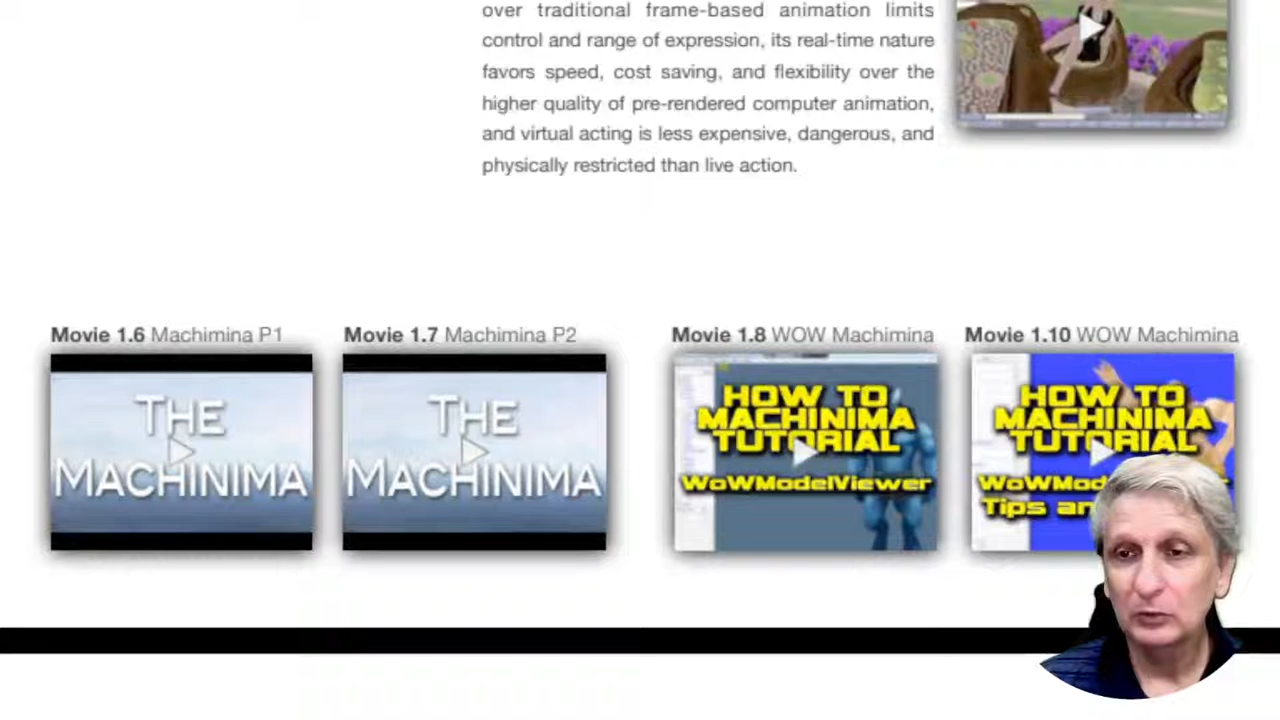 over traditional frame-based animation limits
control and range of expression, its real-time nature
favors speed, cost saving, and flexibility over the
higher quality of pre-rendered computer animation,
and virtual acting is less expensive, dangerous, and
physically restricted than live action.
Movie 1.6 Machimina P1
Movie 1.7 Machimina P2
Movie 1.8 WOW Machimina
Movie 1.10 WOW Machimina
THE
MACHINIMA
THE
MACHINIMA
HOW TO
MACHINIMA
TUTORIAL
WoWModelViewer
HOW TO
MACHINIMA
TUTORIAL
Tips